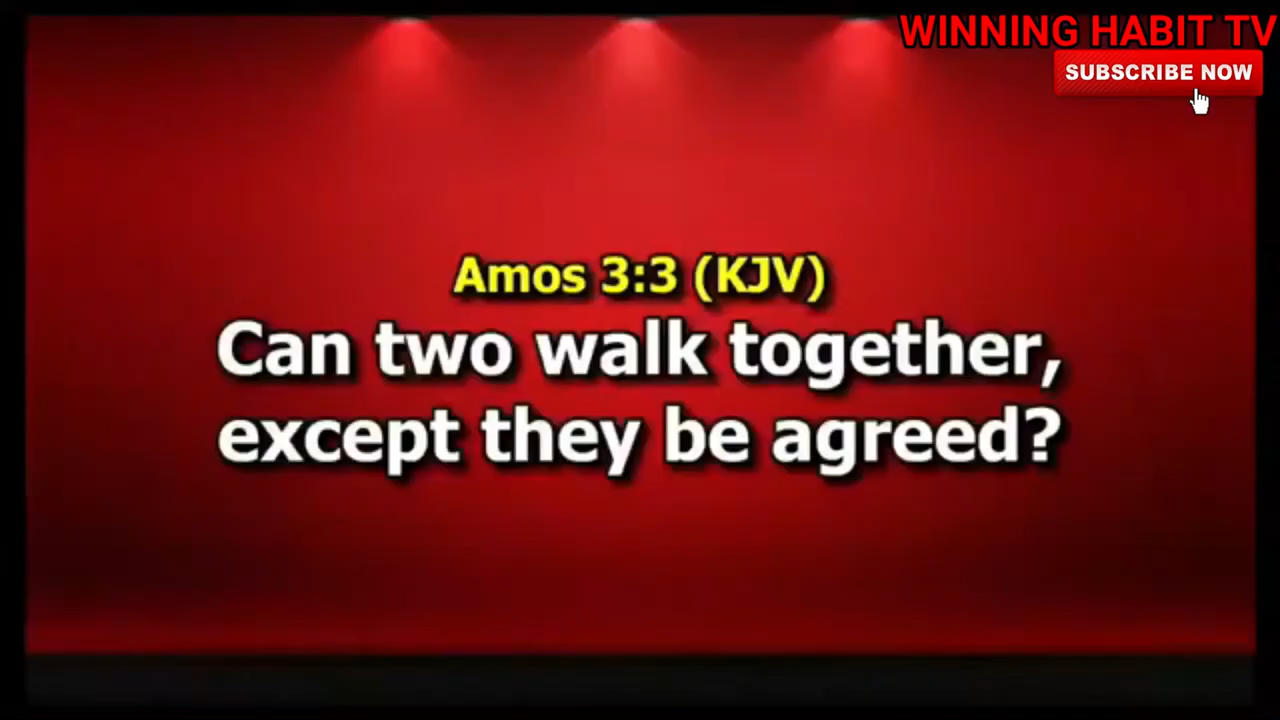 WINNING HABIT TV
SUBSCRIBE NOW
Amos 3:3 (KJV)
Can two walk together,
except they be agreed?